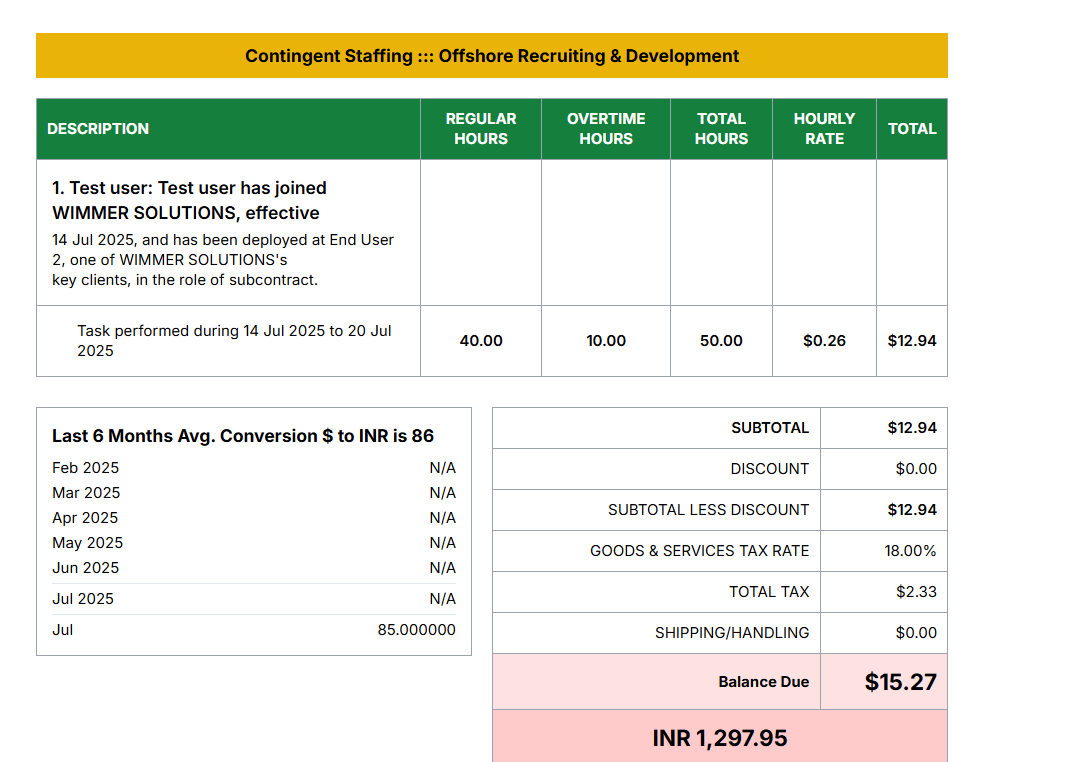 Contingent Staffing ::: Offshore Recruiting & Development
DESCRIPTION
REGULAR
HOURS
OVERTIME
HOURS
TOTAL
HOURS
HOURLY
RATE
TOTAL
1. Test user: Test user has joined
WIMMER SOLUTIONS, effective
14 Jul 2025, and has been deployed at End User
2, one of WIMMER SOLUTIONS's
key clients, in the role of subcontract.
Task performed during 14 Jul 2025 to 20 Jul
2025
40.00
10.00
50.00
$0.26
$12.94
Last 6 Months Avg. Conversion $ to INR is 86
Feb 2025 N/A
Mar 2025 N/A
Apr 2025 N/A
May 2025 N/A
Jun 2025 N/A
Jul 2025 N/A
Jul 85.000000
SUBTOTAL $12.94
DISCOUNT $0.00
SUBTOTAL LESS DISCOUNT $12.94
GOODS & SERVICES TAX RATE 18.00%
TOTAL TAX $2.33
SHIPPING/HANDLING $0.00
Balance Due $15.27
INR 1,297.95